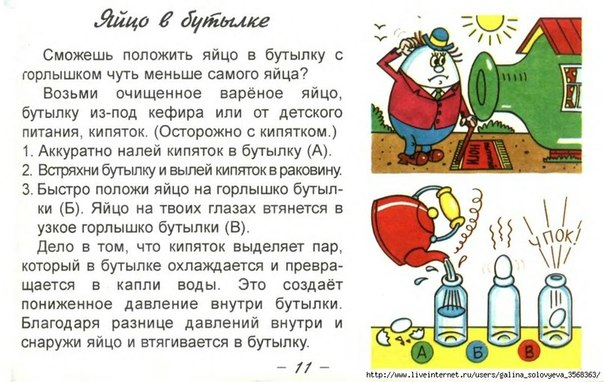 Яйцо в бутылке
Сможешь положить яйцо в бутылку с
горлышком чуть меньше самого яйца?
Возьми очищенное варёное яйцо,
бутылку из-под кефира или от детского
питания, кипяток. (Осторожно с кипятком.)
1. Аккуратно налей кипяток в бутылку (А).
2. Встряхни бутылку и вылей кипяток в раковину.
3. Быстро положи яйцо на горлышко бутыл-
ки (Б). Яйцо на твоих глазах втянется в
узкое горлышко бутылки (В).
Дело в том, что кипяток выделяет пар,
который в бутылке охлаждается и превра-
щается в капли воды. Это создаёт
пониженное давление внутри бутылки.
Благодаря разнице давлений внутри и
снаружи яйцо и втягивается в бутылку.
– 11 –
ЧПОК!
А Б В
http://www.liveinternet.ru/users/galina_solovyeva_3568363/